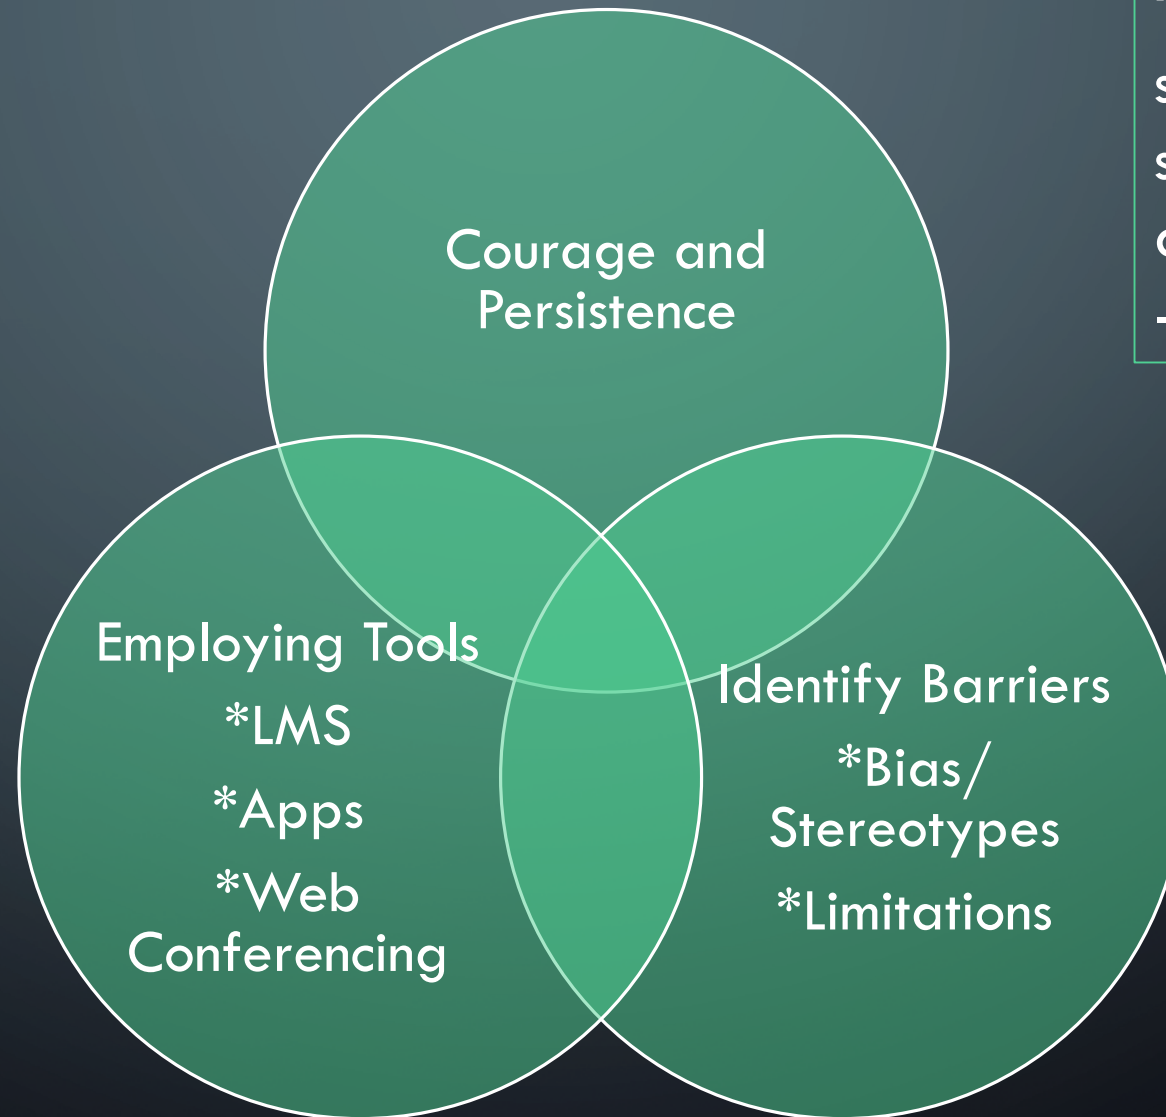 Courage and
Persistence
Employing Tools
*LMS
*Apps
*Web
Conferencing
Identify Barriers
*Bias/
Stereotypes
*Limitations